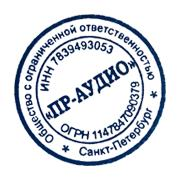 Общество с ограниченной ответственностью
* Санкт-Петербург *
ИНН 7839493053
ОГРН 1147847090379
«ПР-АУДИО»